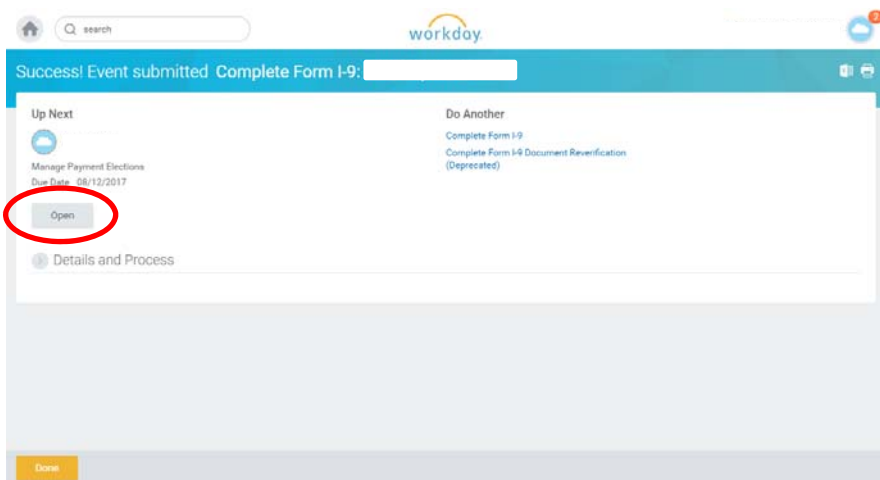 search
workday.
2
Success! Event submitted Complete Form I-9:
Up Next
Manage Payment Elections
Due Date 08/12/2017
Open
Do Another
Complete Form I-9
Complete Form I-9 Document Reverification
(Deprecated)
Details and Process
Done